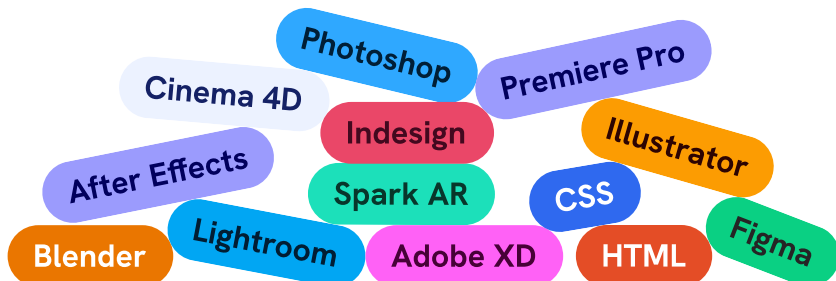 Photoshop
Premiere Pro
Cinema 4D
Indesign
Illustrator
After Effects
Spark AR
CSS
Lightroom
Figma
Blender
Adobe XD
HTML